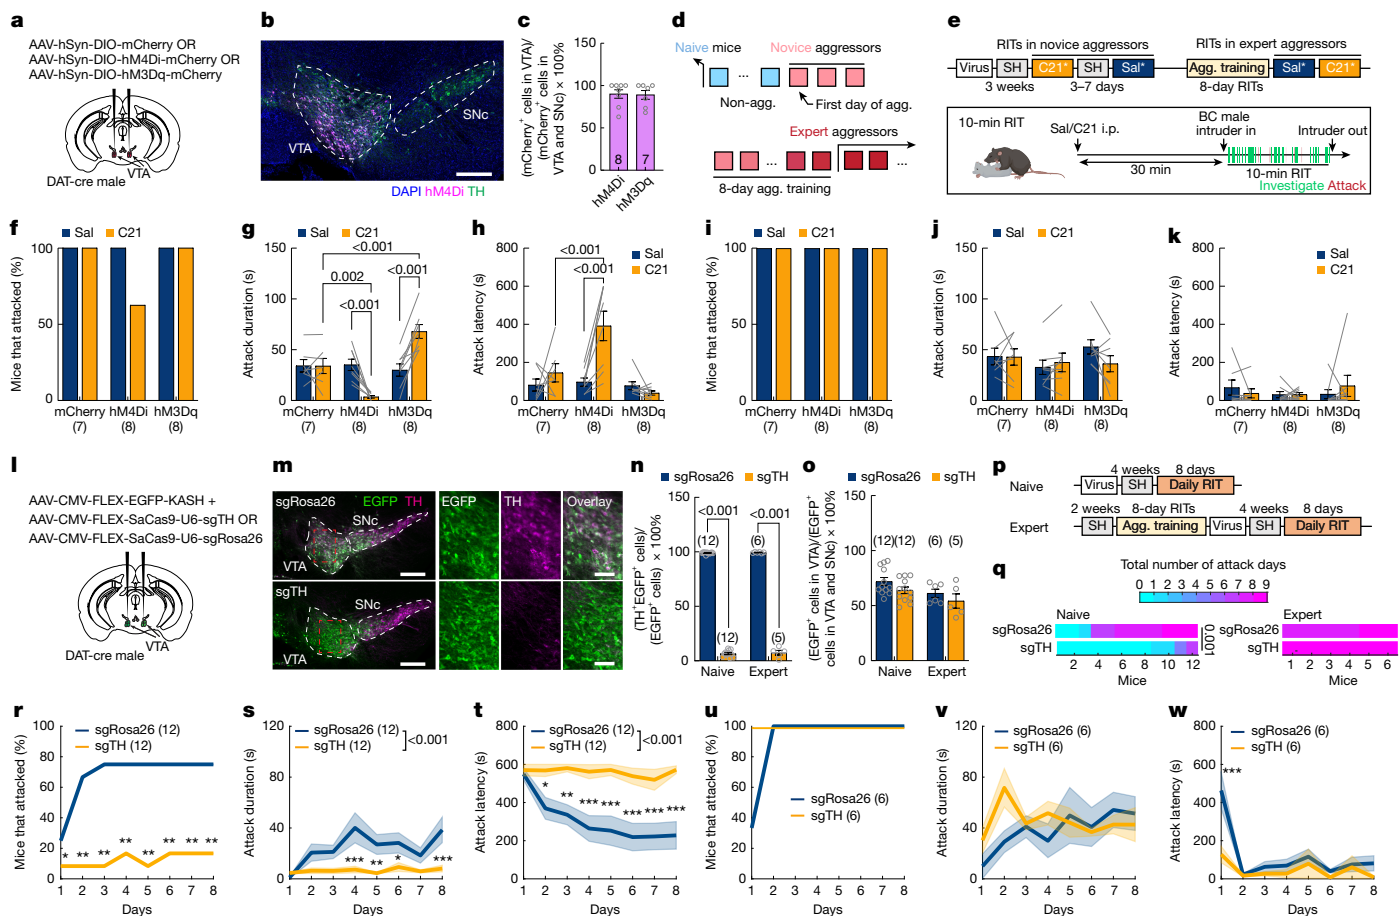 a
AAV-hSyn-DIO-mCherry OR
AAV-hSyn-DIO-hM4Di-mCherry OR
AAV-hSyn-DIO-hM3Dq-mCherry
VTA
DAT-cre male
b
SNc
VTA
DAPI hM4Di TH
c
(mCherry+ cells in VTA)/
(mCherry+ cells in
VTA and SNc) × 100%
150
100
50
0
8
7
hM4Di
hM3Dq
d
Naive mice
Novice aggressors
...
Non-agg.
First day of agg.
Expert aggressors
...
...
8-day agg. training
e
RITs in novice aggressors
RITs in expert aggressors
Virus
SH
C21*
SH
Sal*
Agg. training
Sal*
C21*
3 weeks
3–7 days
8-day RITs
10-min RIT
Sal/C21 i.p.
BC male
intruder in
Intruder out
30 min
10-min RIT
Investigate Attack
f
Sal
C21
Mice that attacked (%)
100
50
0
mCherry
hM4Di
hM3Dq
(7)
(8)
(8)
g
Sal
C21
Attack duration (s)
150
100
50
0
<0.001
0.002
<0.001
<0.001
mCherry
hM4Di
hM3Dq
(7)
(8)
(8)
h
Attack latency (s)
800
600
400
200
0
<0.001
<0.001
Sal
C21
mCherry
hM4Di
hM3Dq
(7)
(8)
(8)
i
Sal
C21
Mice that attacked (%)
100
50
0
mCherry
hM4Di
hM3Dq
(7)
(8)
(8)
j
Sal
C21
Attack duration (s)
150
100
50
0
mCherry
hM4Di
hM3Dq
(7)
(8)
(8)
k
Sal
C21
Attack latency (s)
800
600
400
200
0
mCherry
hM4Di
hM3Dq
(7)
(8)
(8)
l
AAV-CMV-FLEX-EGFP-KASH +
AAV-CMV-FLEX-SaCas9-U6-sgTH OR
AAV-CMV-FLEX-SaCas9-U6-sgRosa26
VTA
DAT-cre male
m
sgRosa26
EGFP TH
SNc
VTA
EGFP
TH
Overlay
sgTH
SNc
VTA
n
sgRosa26
sgTH
(TH+EGFP+ cells)/
(EGFP+ cells) × 100%
150
100
50
0
<0.001
<0.001
(12)
(6)
(12)
(5)
Naive
Expert
o
sgRosa26
sgTH
(EGFP+ cells in VTA)/EGFP+
cells in VTA and SNc) × 100%
150
100
50
0
(12)
(12)
(6)
(5)
Naive
Expert
p
4 weeks
8 days
Naive
Virus
SH
Daily RIT
2 weeks
8-day RITs
4 weeks
8 days
Expert
SH
Agg. training
Virus
SH
Daily RIT
q
Total number of attack days
0 1 2 3 4 5 6 7 8 9
Naive
Expert
sgRosa26
sgTH
0.001
sgRosa26
sgTH
2 4 6 8 10 12
1 2 3 4 5 6
Mice
Mice
r
sgRosa26 (12)
sgTH (12)
Mice that attacked (%)
100
80
60
40
20
0
* ** ** ** * ** ** **
1 2 3 4 5 6 7 8
Days
s
sgRosa26 (12)
sgTH (12)
<0.001
Attack duration (s)
120
80
40
0
*** ** * ***
1 2 3 4 5 6 7 8
Days
t
sgRosa26 (12)
sgTH (12)
<0.001
Attack latency (s)
800
600
400
200
0
* ** *** *** *** *** ***
1 2 3 4 5 6 7 8
Days
u
Mice that attacked (%)
100
80
60
40
20
0
sgRosa26 (6)
sgTH (6)
1 2 3 4 5 6 7 8
Days
v
sgRosa26 (6)
sgTH (6)
Attack duration (s)
120
80
40
0
1 2 3 4 5 6 7 8
Days
w
sgRosa26 (6)
sgTH (6)
Attack latency (s)
800
600
400
200
0
***
1 2 3 4 5 6 7 8
Days